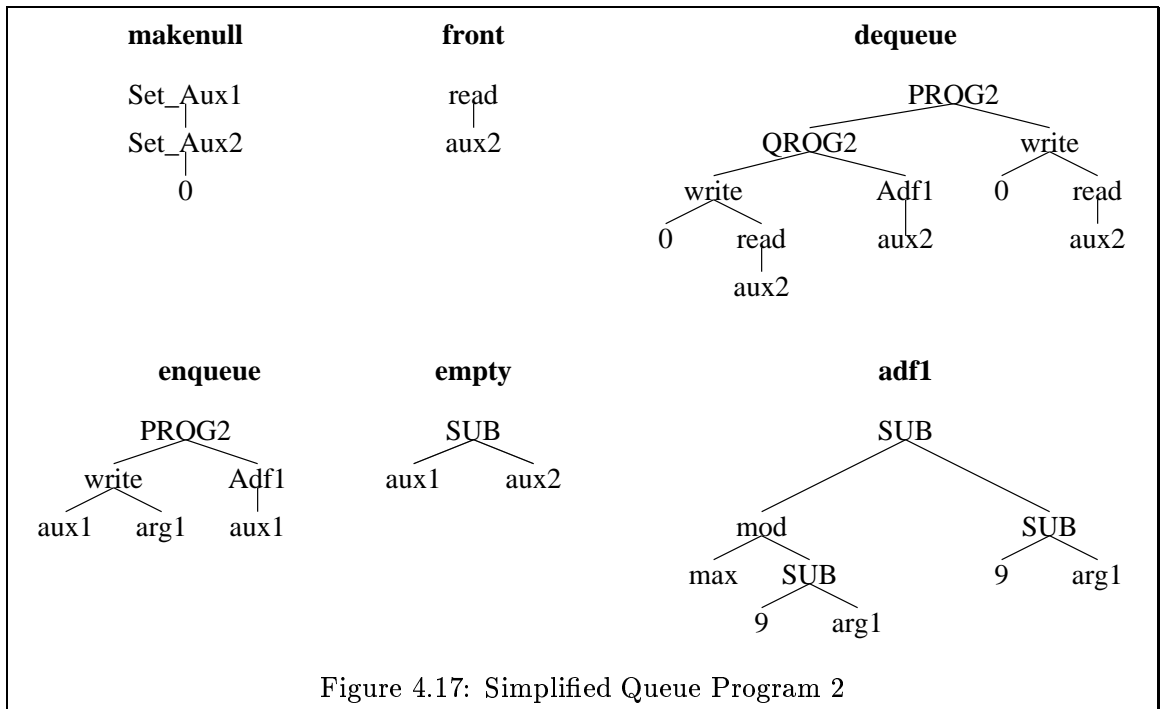 makenull front dequeue
Set_Aux1 read PROG2
Set_Aux2 aux2 QROG2 write
0 write Adf1 0 read
0 read aux2 aux2
aux2
enqueue empty adf1
PROG2 SUB SUB
write Adf1 aux1 aux2
aux1 arg1 aux1 mod SUB
max SUB 9 arg1
9 arg1
Figure 4.17: Simplified Queue Program 2